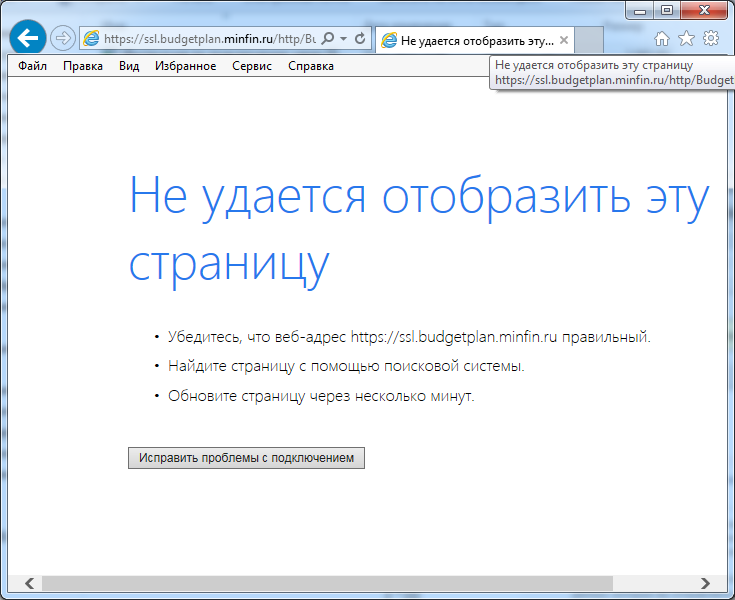 https://ssl.budgetplan.minfin.ru/http/Bu
Не удается отобразить эту...
Файл Правка Вид Избранное Сервис Справка
Не удается отобразить эту страницу
https://ssl.budgetplan.minfin.ru/http/Budget
Не удается отобразить эту
страницу
• Убедитесь, что веб-адрес https://ssl.budgetplan.minfin.ru правильный.
• Найдите страницу с помощью поисковой системы.
• Обновите страницу через несколько минут.
Исправить проблемы с подключением